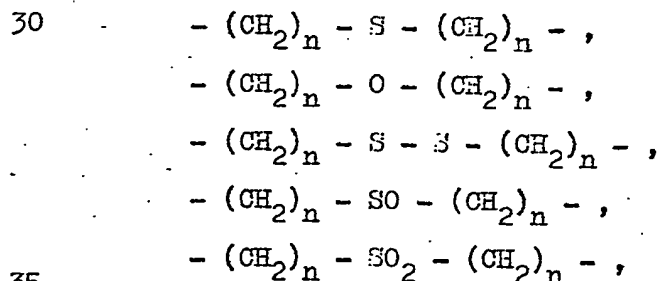 30 - (CH₂)ₙ - S - (CH₂)ₙ - ,
- (CH₂)ₙ - O - (CH₂)ₙ - ,
- (CH₂)ₙ - S - S - (CH₂)ₙ - ,
- (CH₂)ₙ - SO - (CH₂)ₙ - ,
- (CH₂)ₙ - SO₂ - (CH₂)ₙ - ,
35